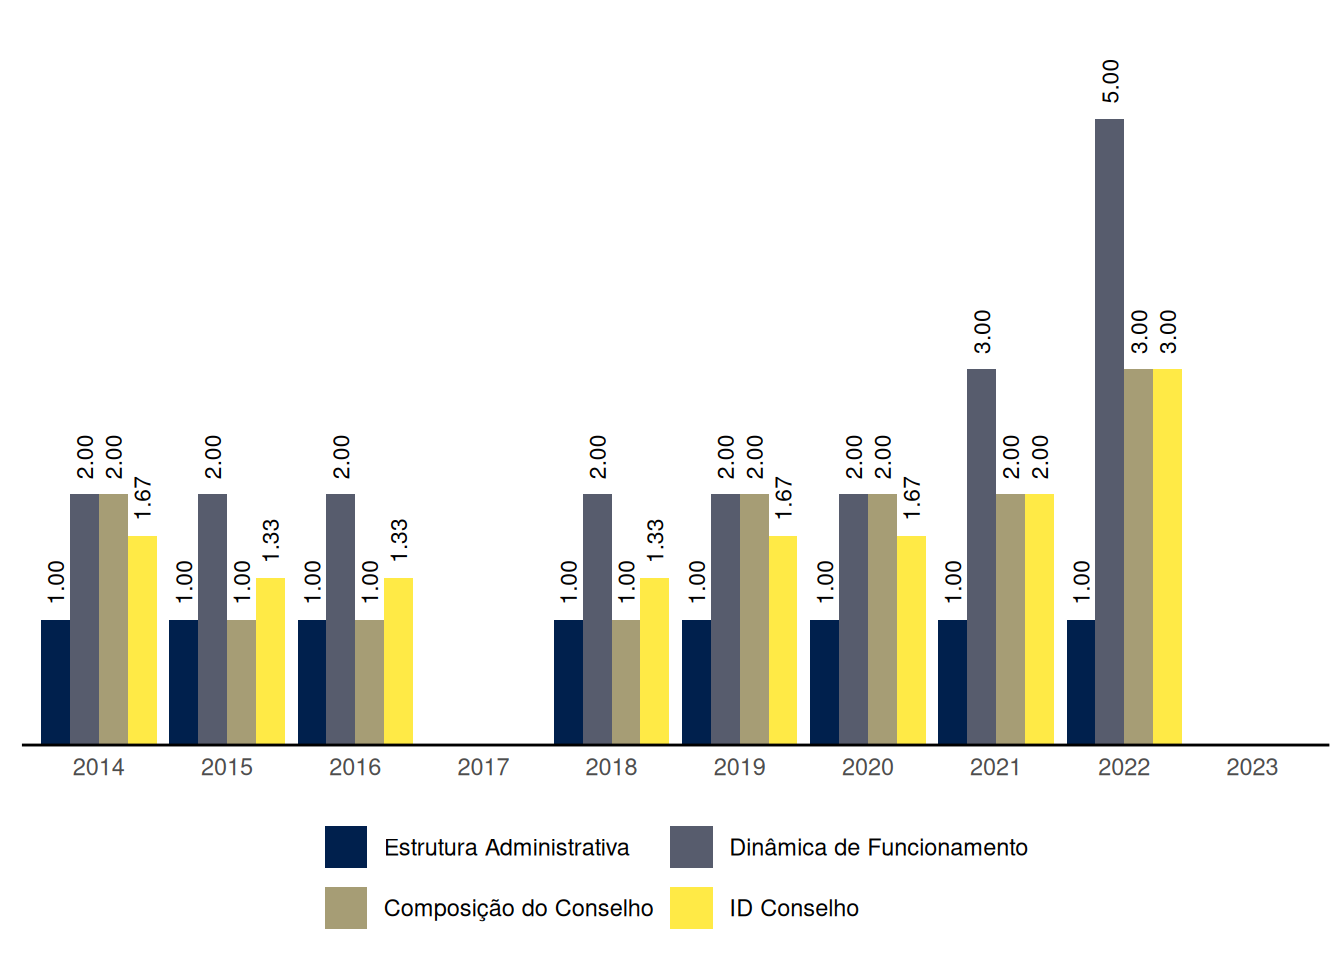 5.00
3.00 3.00 3.00
2.00 2.00 2.00 2.00 2.00 2.00 2.00 2.00 2.00 2.00 2.00
1.67 1.67 1.67
1.33 1.33 1.33
1.00 1.00 1.00 1.00 1.00 1.00 1.00 1.00 1.00 1.00 1.00
2014 2015 2016 2017 2018 2019 2020 2021 2022 2023
Estrutura Administrativa Dinâmica de Funcionamento
Composição do Conselho ID Conselho